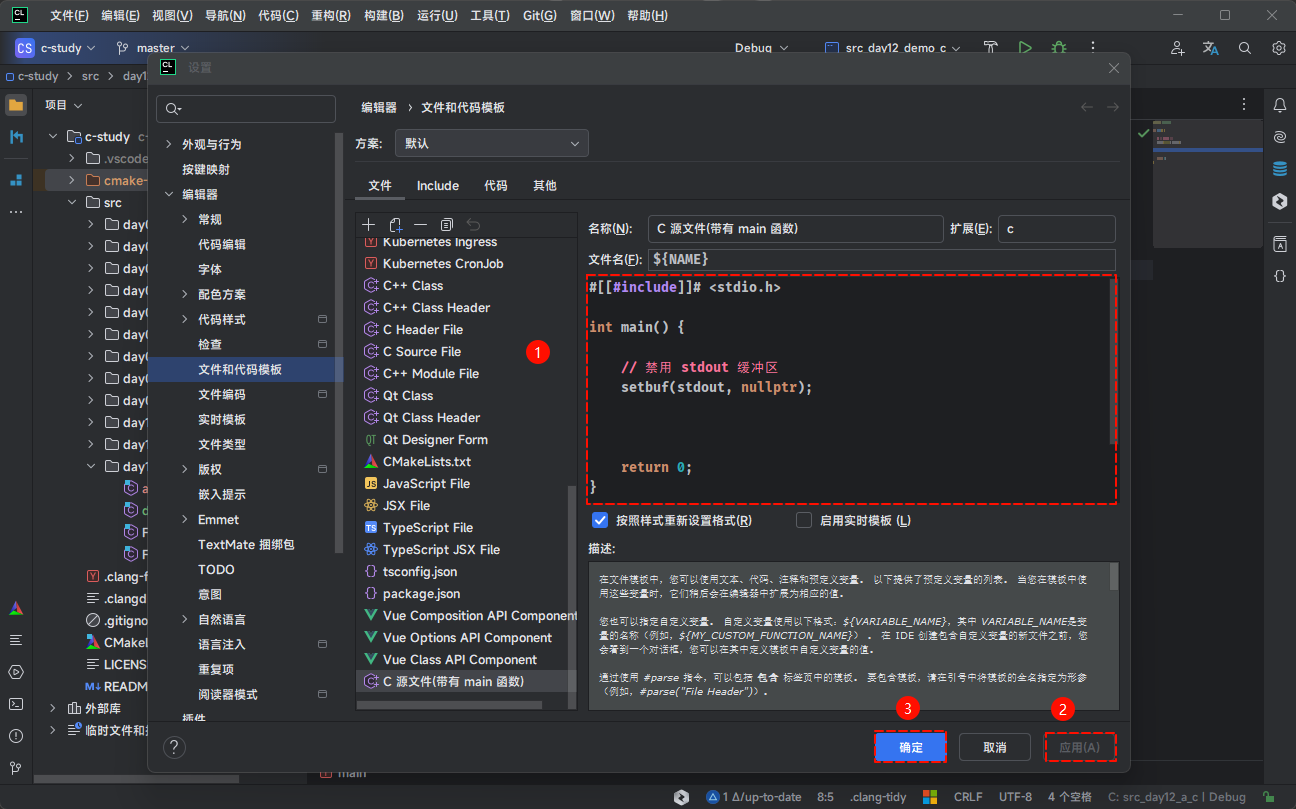 CL 文件(F) 编辑(E) 视图(V) 导航(N) 代码(C) 重构(R) 构建(B) 运行(U) 工具(T) Git(G) 窗口(W) 帮助(H)
CS c-study master Debug src_day12_demo_c
c-study src day1
CL 设置
项目
c-study c-
.vscode
cmake-
src
day0
day0
day0
day0
day0
day0
day0
day0
day0
day1
day1
day1
a
d
F
F
.clang-f
.clangd
.gitigno
CMakeL
LICENS
README
外部库
临时文件和
外观与行为
按键映射
编辑器
常规
代码编辑
字体
配色方案
代码样式
检查
文件和代码模板
文件编码
实时模板
文件类型
版权
嵌入提示
Emmet
TextMate 捆绑包
TODO
意图
自然语言
语言注入
重复项
阅读器模式
插件
编辑器 › 文件和代码模板
方案: 默认
文件 Include 代码 其他
Kubernetes Ingress
Kubernetes CronJob
C++ Class
C++ Class Header
C Header File
C Source File
C++ Module File
Qt Class
Qt Class Header
Qt Designer Form
CMakeLists.txt
JavaScript File
JSX File
TypeScript File
TypeScript JSX File
tsconfig.json
package.json
Vue Composition API Component
Vue Options API Component
Vue Class API Component
C 源文件(带有 main 函数)
1
名称(N): C 源文件(带有 main 函数) 扩展(E): c
文件名(F): ${NAME}
#[[#include]]# <stdio.h>
int main() {
// 禁用 stdout 缓冲区
setbuf(stdout, nullptr);
return 0;
}
按照样式重新设置格式(R) 启用实时模板 (L)
描述:
在文件模板中，您可以使用文本、代码、注释和预定义变量。 以下提供了预定义变量的列表。 当您在模板中使
用这些变量时，它们稍后会在编辑器中扩展为相应的值。
您也可以指定自定义变量。 自定义变量使用以下格式: ${VARIABLE_NAME}，其中 VARIABLE_NAME是变
量的名称（例如，${MY_CUSTOM_FUNCTION_NAME}） 。 在 IDE 创建包含自定义变量的新文件之前，您
会看到一个对话框，您可以在其中定义模板中自定义变量的值。
通过使用 #parse 指令，可以包括 包含 标签页中的模板。 要包含模板，请在引号中将模板的全名指定为形参
（例如，#parse("File Header")）。
3
2
? 确定 取消 应用(A)
main
1 Δ/up-to-date 8:5 .clang-tidy CRLF UTF-8 4 个空格 C: src_day12_a_c | Debug